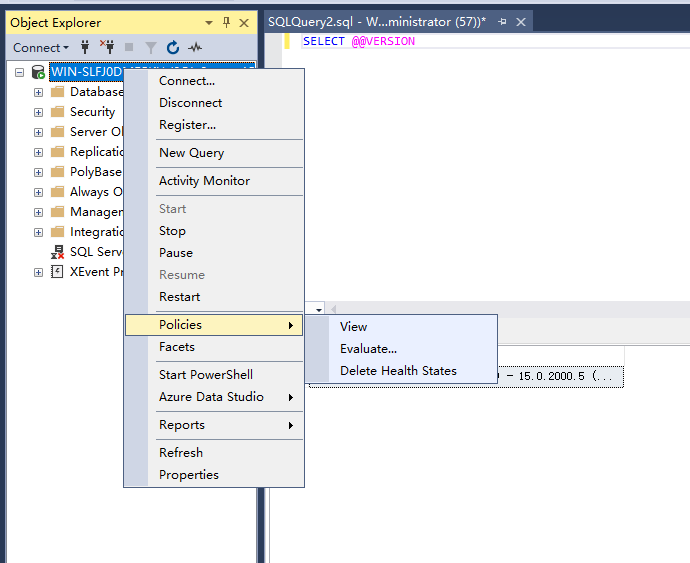 Object Explorer
Connect
WIN-SLFJ0D
Database
Security
Server Ol
Replicatio
PolyBase
Always O
Managem
Integratio
SQL Serve
XEvent Pr
Connect...
Disconnect
Register...
New Query
Activity Monitor
Start
Stop
Pause
Resume
Restart
Policies
Facets
Start PowerShell
Azure Data Studio
Reports
Refresh
Properties
View
Evaluate...
Delete Health States
SQLQuery2.sql - W...ministrator (57))*
SELECT @@VERSION
- 15.0.2000.5 (...